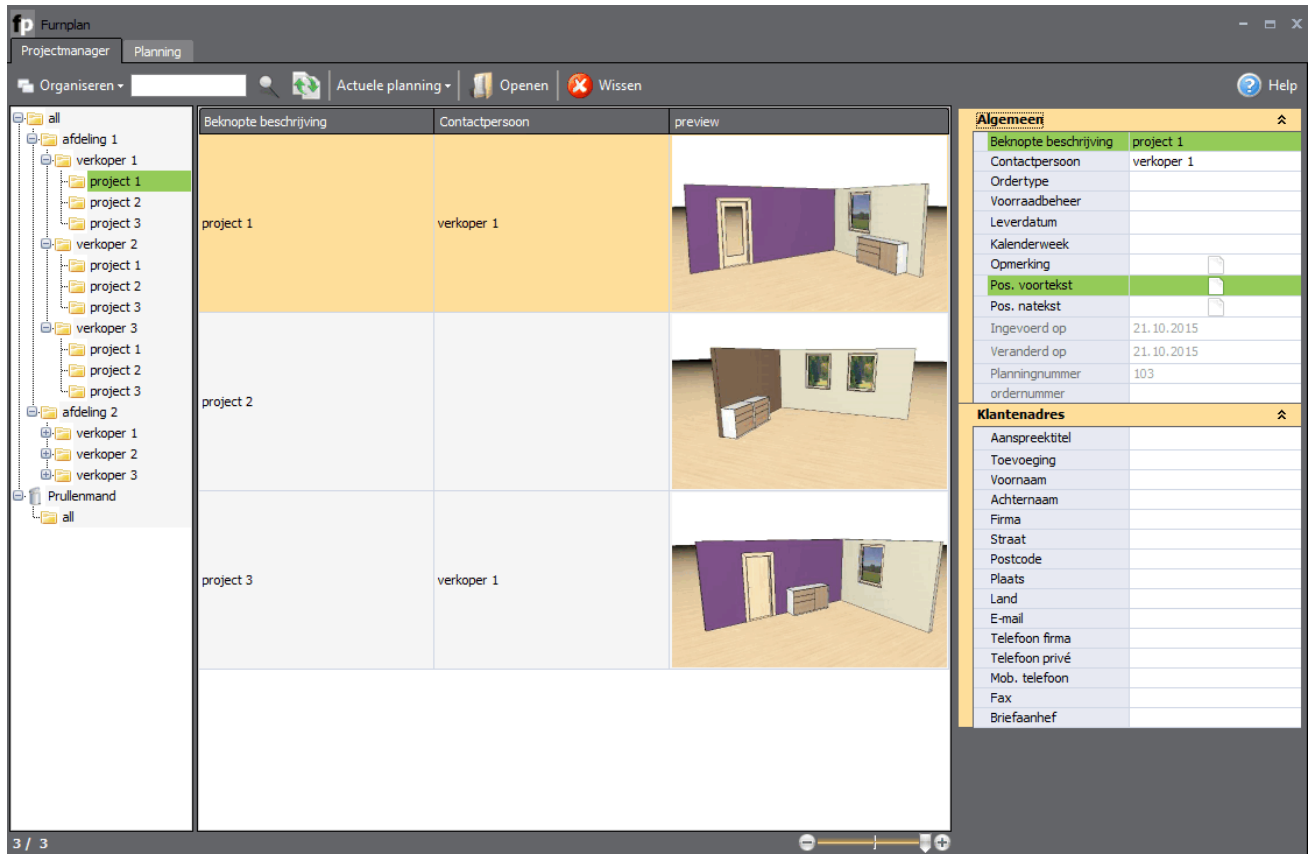 fp Furnplan
Projectmanager Planning
Organiseren Actuele planning Openen Wissen Help
all
afdeling 1
verkoper 1
project 1
project 2
project 3
verkoper 2
project 1
project 2
project 3
verkoper 3
project 1
project 2
project 3
afdeling 2
verkoper 1
verkoper 2
verkoper 3
Prullenmand
all
Beknopte beschrijving Contactpersoon preview
project 1 verkoper 1
project 2
project 3 verkoper 1
Algemeen
Beknopte beschrijving project 1
Contactpersoon verkoper 1
Ordertype
Voorraadbeheer
Leverdatum
Kalenderweek
Opmerking
Pos. voortekst
Pos. natekst
Ingevoerd op 21.10.2015
Veranderd op 21.10.2015
Planningnummer 103
ordernummer
Klantenadres
Aanspreektitel
Toevoeging
Voornaam
Achternaam
Firma
Straat
Postcode
Plaats
Land
E-mail
Telefoon firma
Telefoon privé
Mob. telefoon
Fax
Briefaanhef
3 / 3